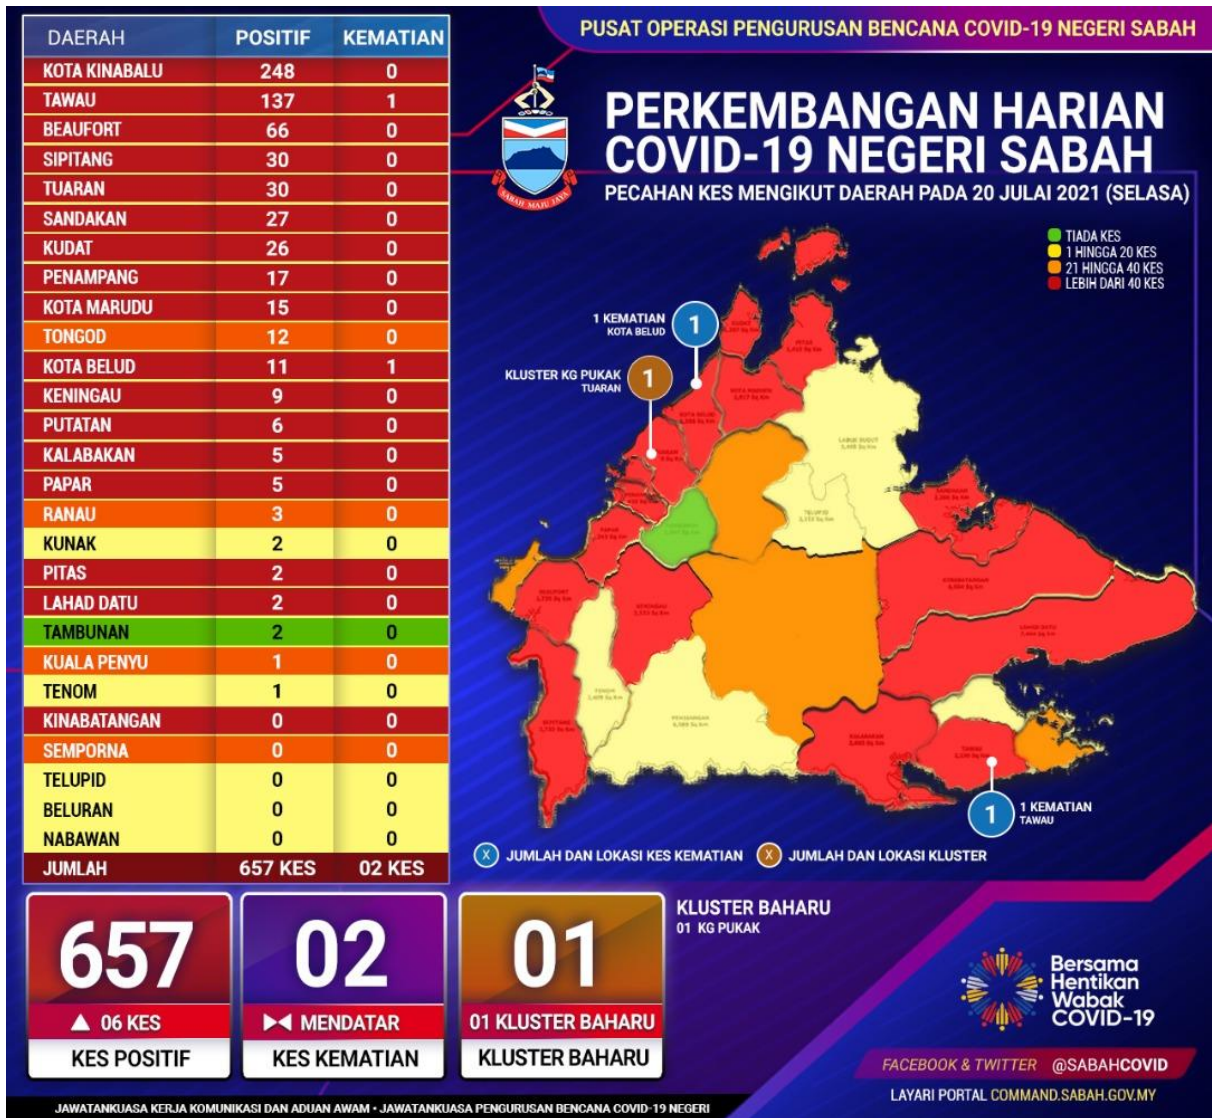 DAERAH POSITIF KEMATIAN
KOTA KINABALU 248 0
TAWAU 137 1
BEAUFORT 66 0
SIPITANG 30 0
TUARAN 30 0
SANDAKAN 27 0
KUDAT 26 0
PENAMPANG 17 0
KOTA MARUDU 15 0
TONGOD 12 0
KOTA BELUD 11 1
KENINGAU 9 0
PUTATAN 6 0
KALABAKAN 5 0
PAPAR 5 0
RANAU 3 0
KUNAK 2 0
PITAS 2 0
LAHAD DATU 2 0
TAMBUNAN 2 0
KUALA PENYU 1 0
TENOM 1 0
KINABATANGAN 0 0
SEMPORNA 0 0
TELUPID 0 0
BELURAN 0 0
NABAWAN 0 0
JUMLAH 657 KES 02 KES
PUSAT OPERASI PENGURUSAN BENCANA COVID-19 NEGERI SABAH
SABAH MAJU JAYA
PERKEMBANGAN HARIAN
COVID-19 NEGERI SABAH
PECAHAN KES MENGIKUT DAERAH PADA 20 JULAI 2021 (SELASA)
TIADA KES
1 HINGGA 20 KES
21 HINGGA 40 KES
LEBIH DARI 40 KES
1 KEMATIAN
KOTA BELUD
1
KLUSTER KG PUKAK
TUARAN
1
1
1 KEMATIAN
TAWAU
X JUMLAH DAN LOKASI KES KEMATIAN
X JUMLAH DAN LOKASI KLUSTER
657
06 KES
KES POSITIF
02
MENDATAR
KES KEMATIAN
01
01 KLUSTER BAHARU
KLUSTER BAHARU
KLUSTER BAHARU
01 KG PUKAK
Bersama
Hentikan
Wabak
COVID-19
FACEBOOK & TWITTER @SABAHCOVID
LAYARI PORTAL COMMAND.SABAH.GOV.MY
JAWATANKUASA KERJA KOMUNIKASI DAN ADUAN AWAM • JAWATANKUASA PENGURUSAN BENCANA COVID-19 NEGERI